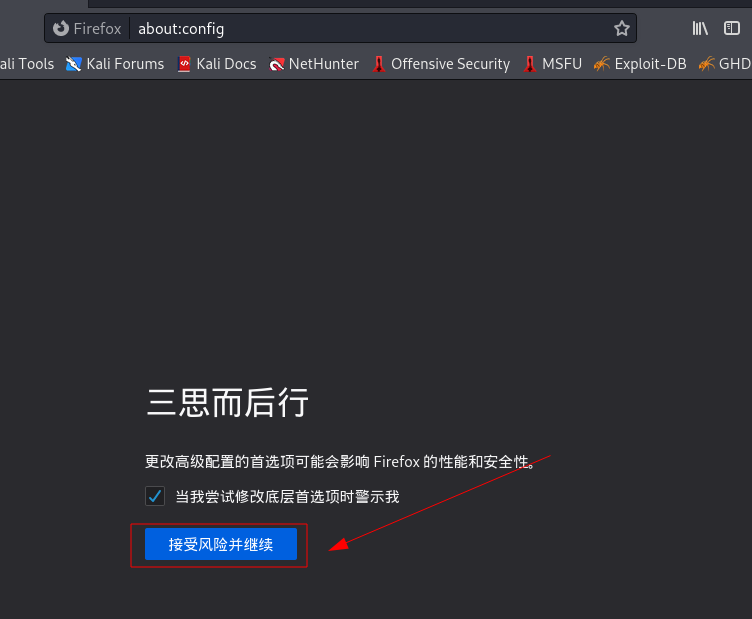 Firefox about:config
ali Tools Kali Forums Kali Docs NetHunter Offensive Security MSFU Exploit-DB GHD
三思而后行
更改高级配置的首选项可能会影响 Firefox 的性能和安全性。
当我尝试修改底层首选项时警示我
接受风险并继续